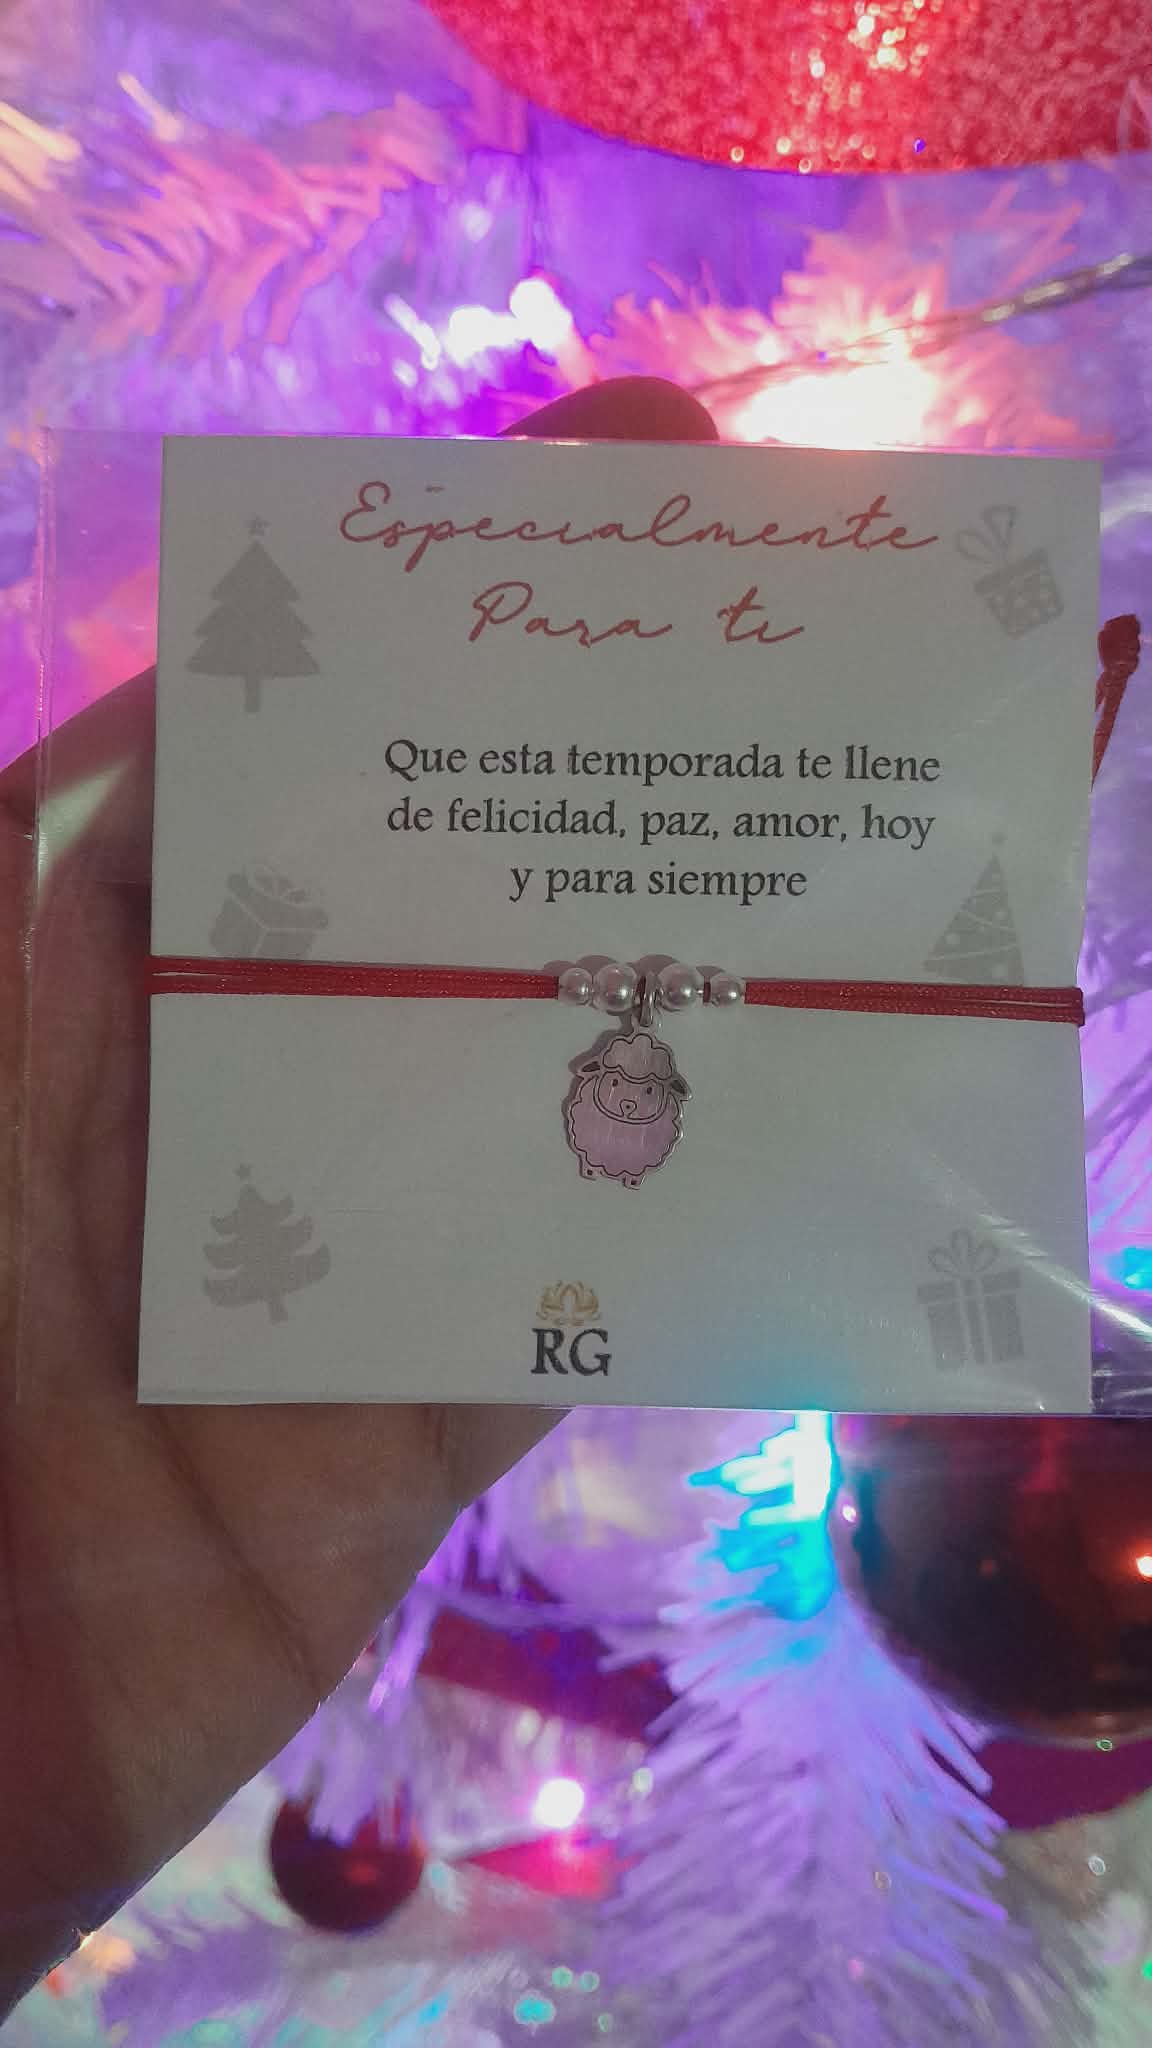 Especialmente
Para ti
Que esta temporada te llene
de felicidad, paz, amor, hoy
y para siempre
RG